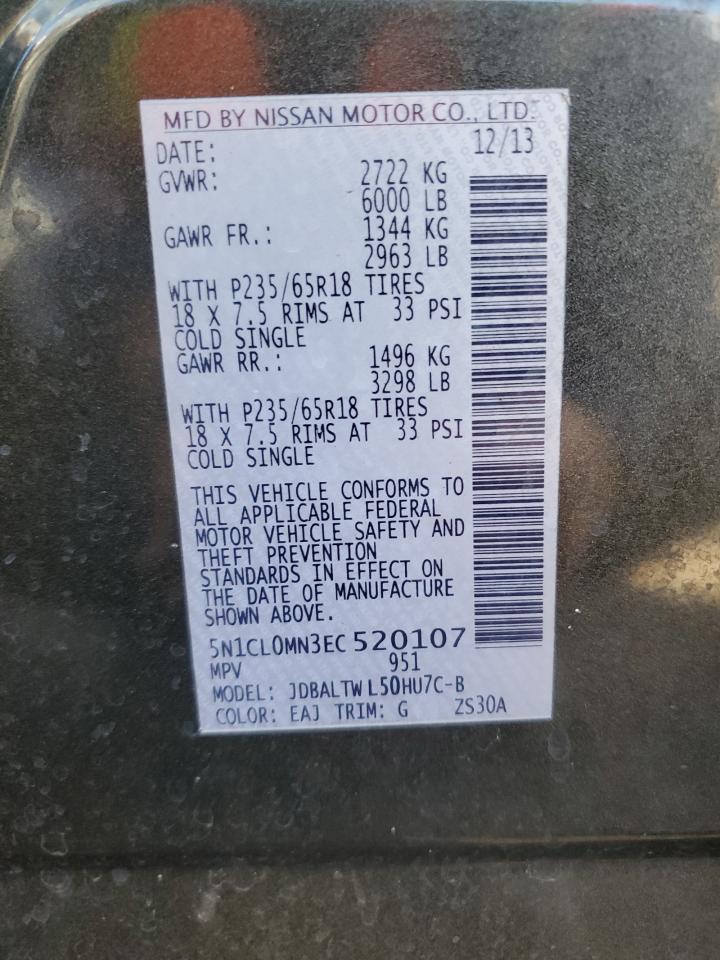 MFD BY NISSAN MOTOR CO., LTD.
DATE: 12/13
GVWR: 2722 KG
6000 LB
GAWR FR.: 1344 KG
2963 LB
WITH P235/65R18 TIRES
18 X 7.5 RIMS AT 33 PSI
COLD SINGLE
GAWR RR.: 1496 KG
3298 LB
WITH P235/65R18 TIRES
18 X 7.5 RIMS AT 33 PSI
COLD SINGLE
THIS VEHICLE CONFORMS TO
ALL APPLICABLE FEDERAL
MOTOR VEHICLE SAFETY AND
THEFT PREVENTION
STANDARDS IN EFFECT ON
THE DATE OF MANUFACTURE
SHOWN ABOVE.
5N1CL0MN3EC520107
MPV 951
MODEL: JDBALTWL50HU7C-B
COLOR: EAJ TRIM: G ZS30A